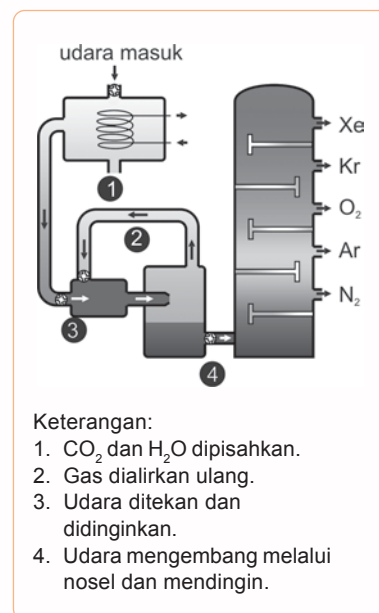 udara masuk
1
2
3
4
Xe
Kr
O₂
Ar
N₂
Keterangan:
1. CO₂ dan H₂O dipisahkan.
2. Gas dialirkan ulang.
3. Udara ditekan dan
didinginkan.
4. Udara mengembang melalui
nosel dan mendingin.